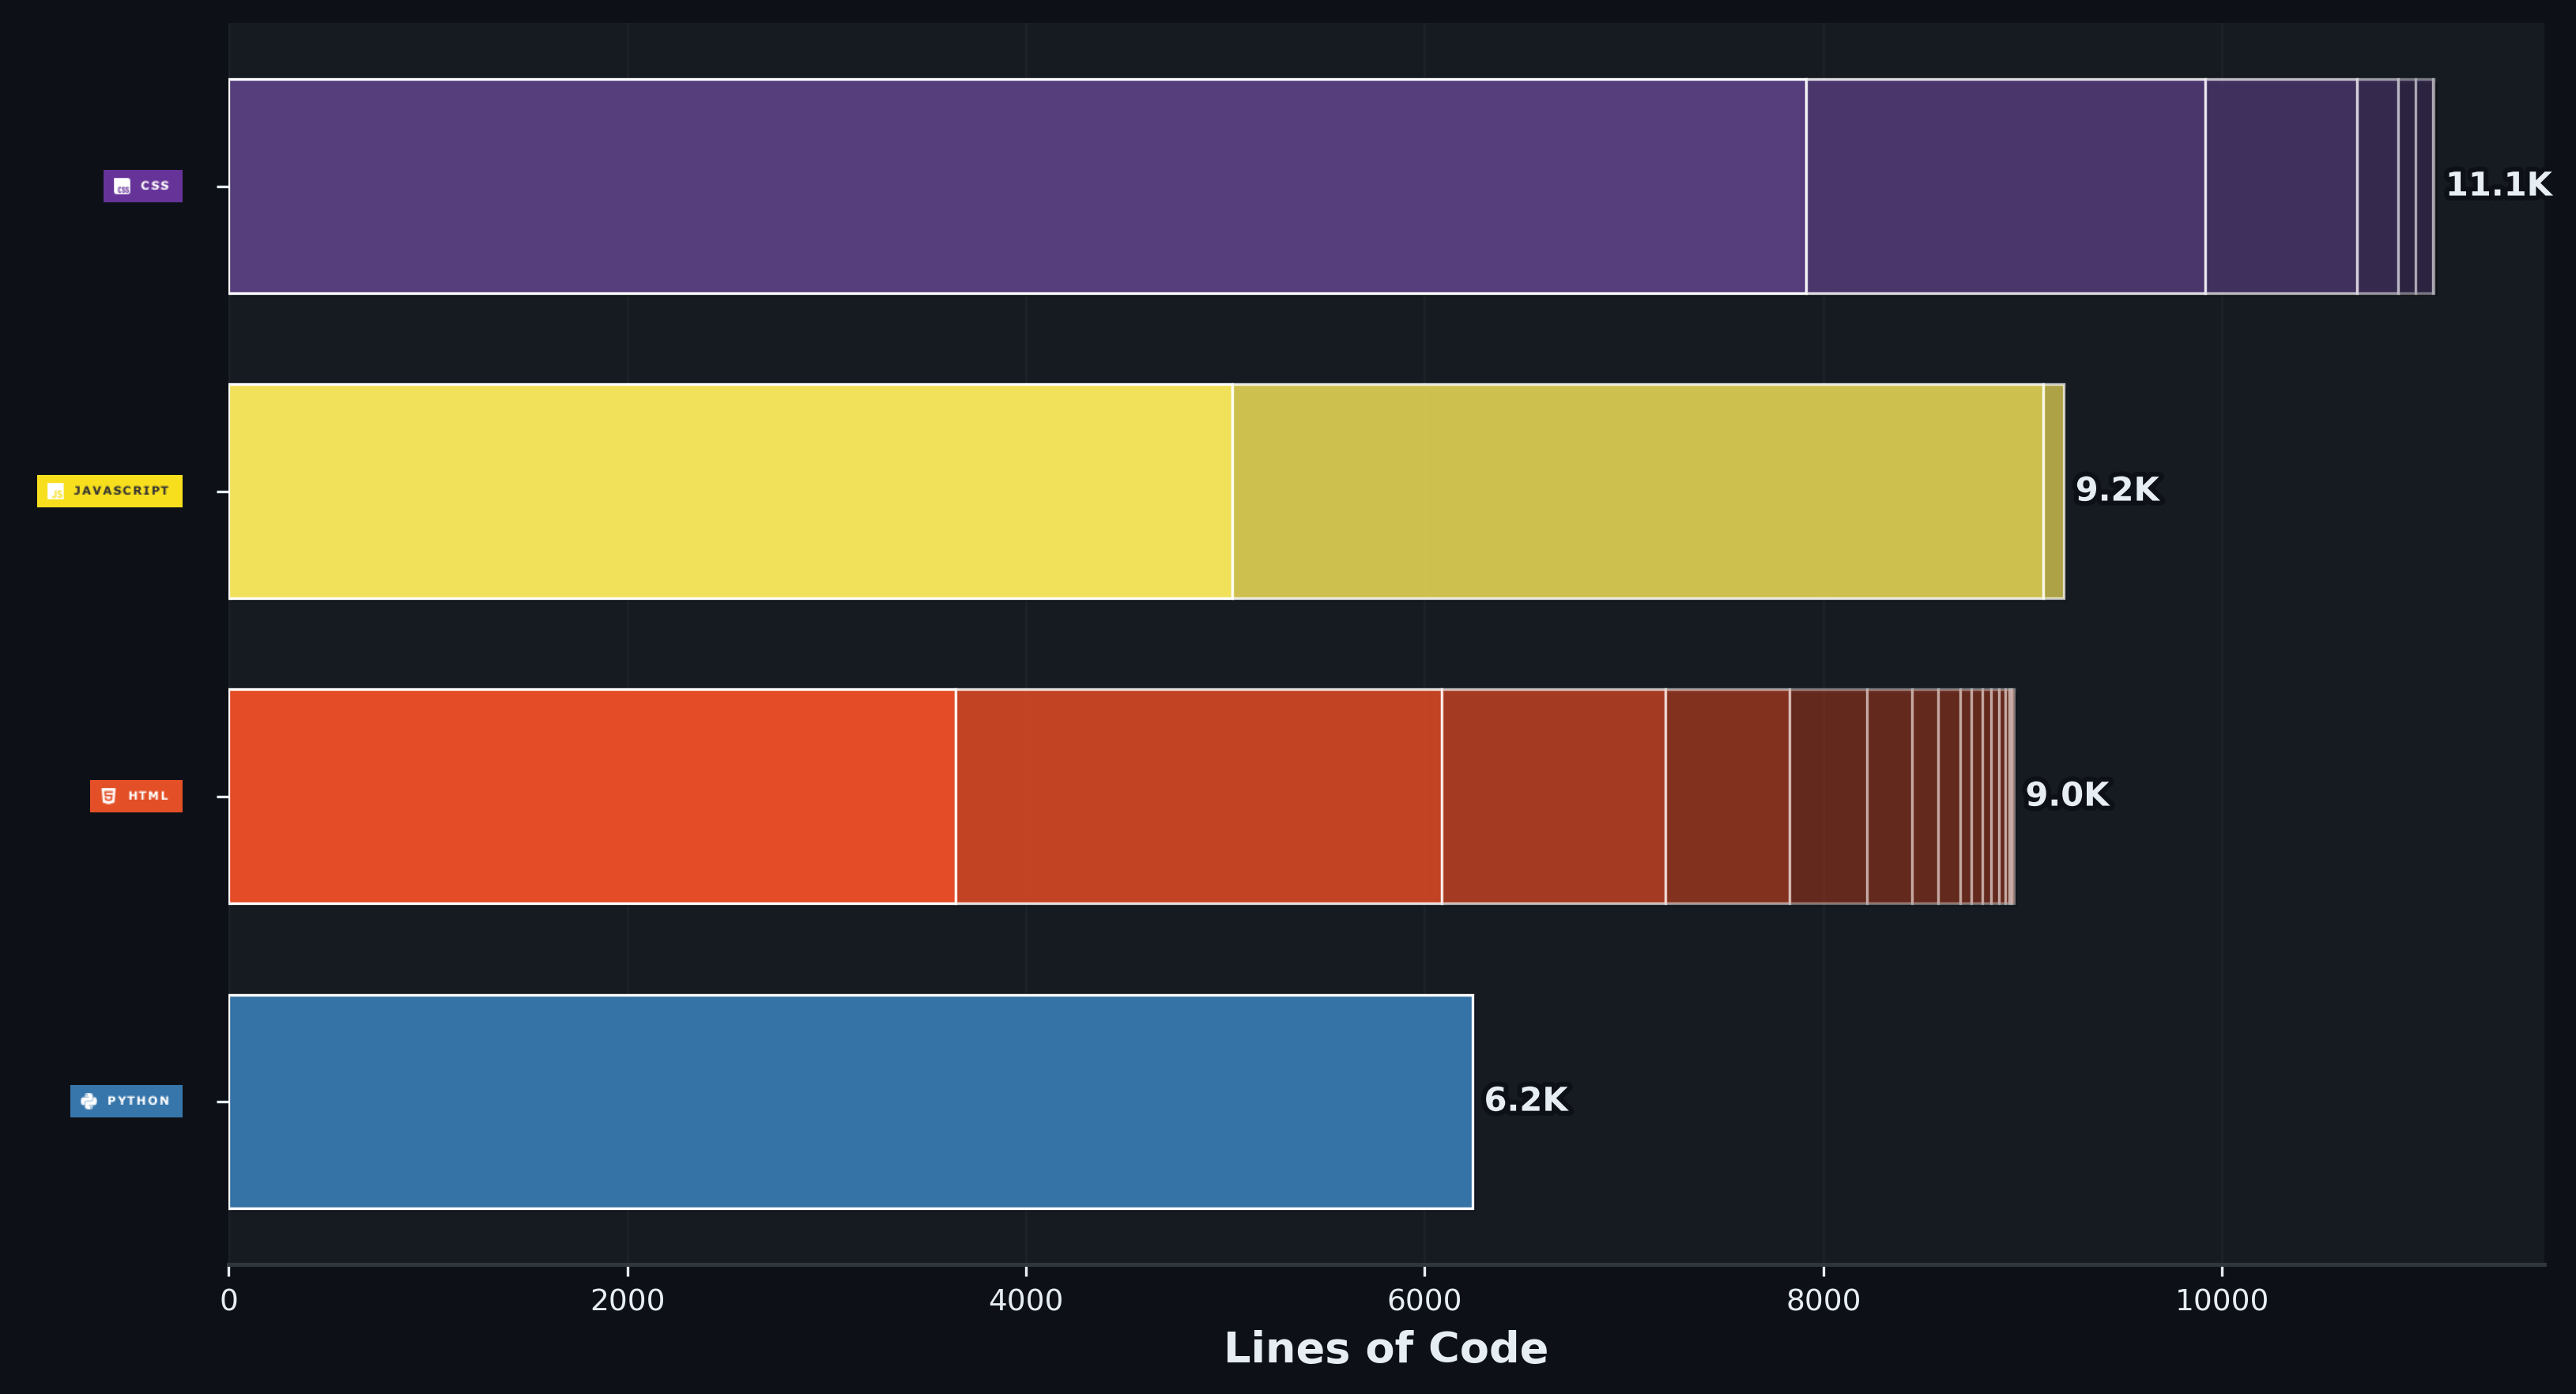 CSS
11.1K
JAVASCRIPT
9.2K
HTML
9.0K
PYTHON
6.2K
0 2000 4000 6000 8000 10000
Lines of Code